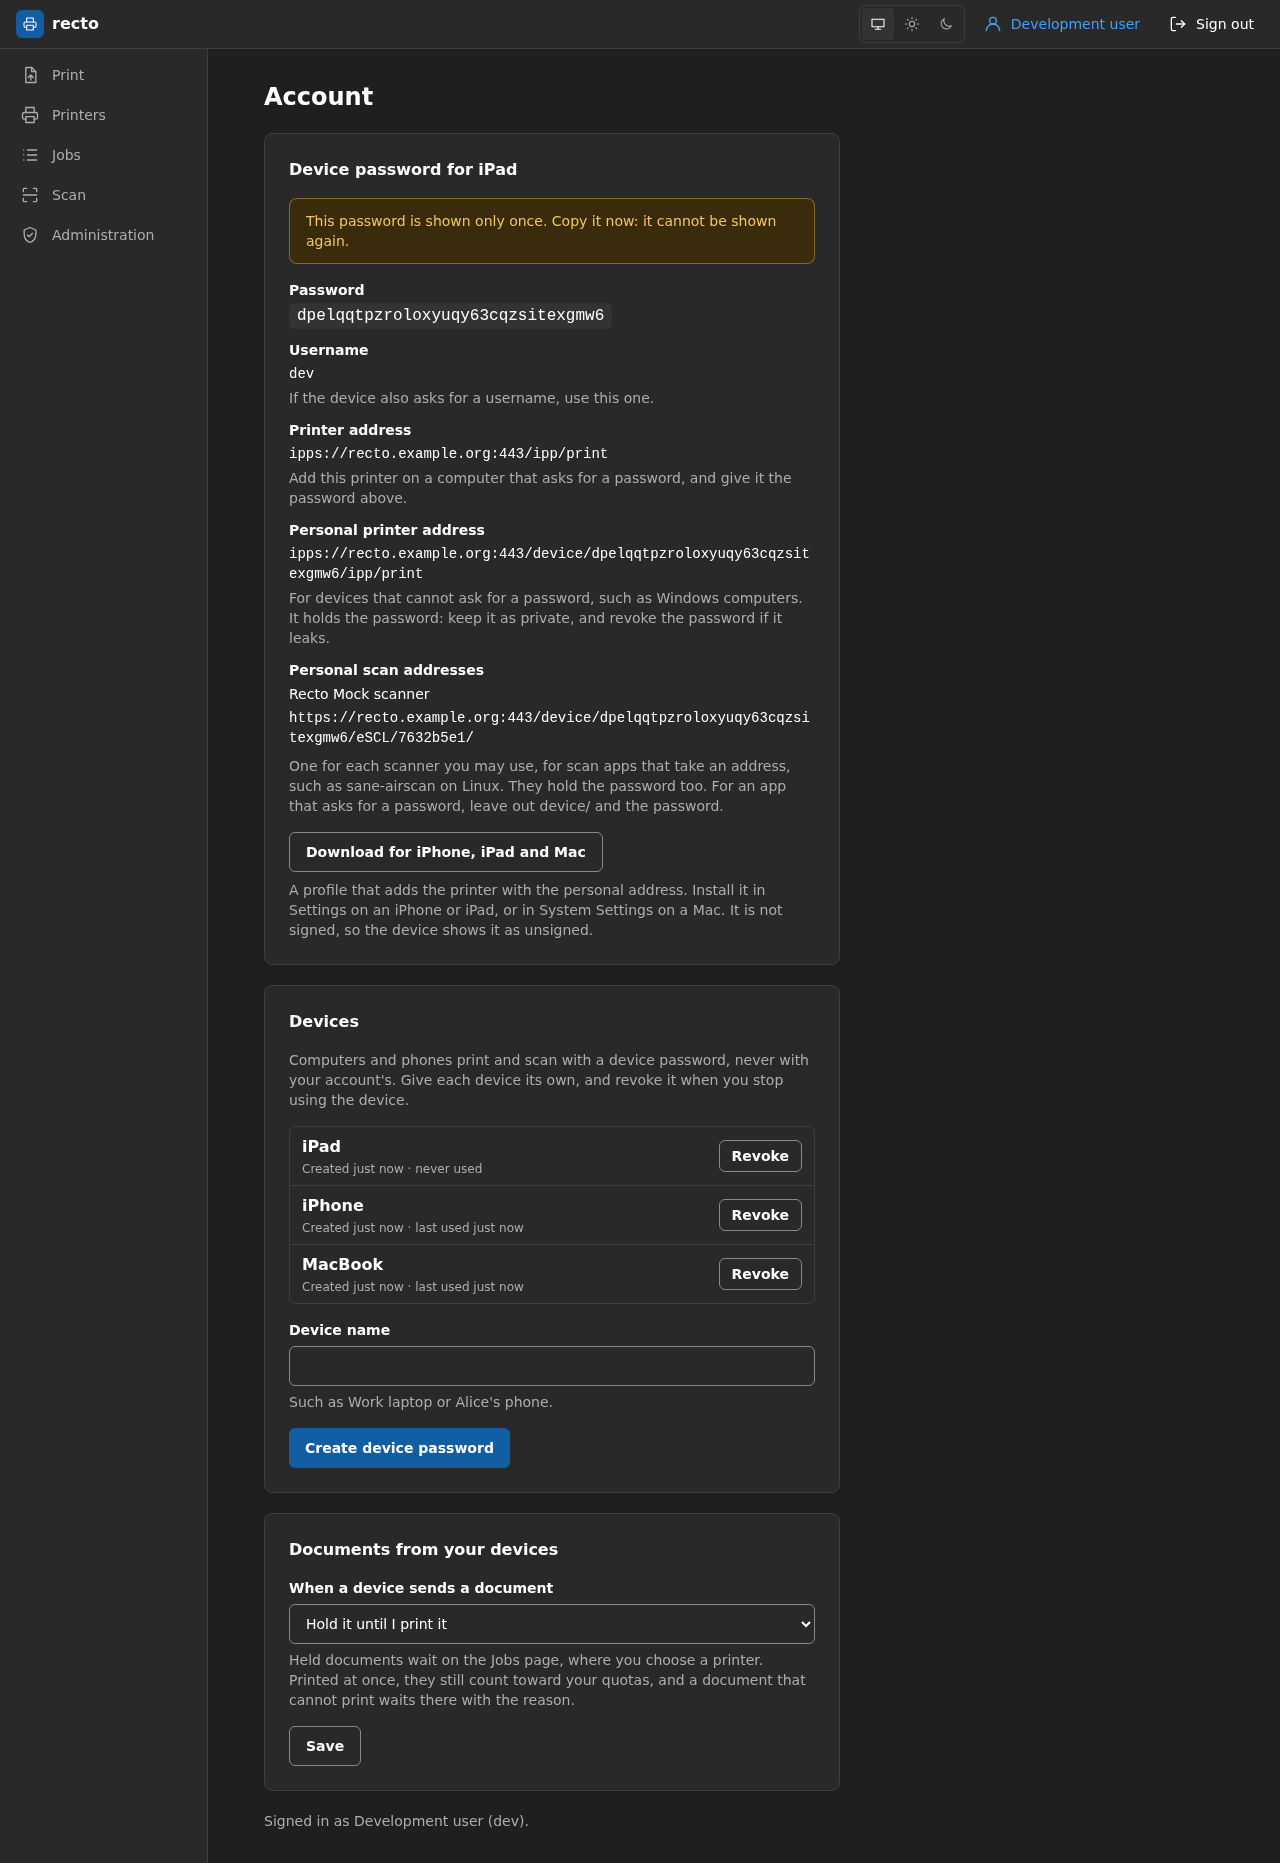 recto
Development user
Sign out
Print
Printers
Jobs
Scan
Administration
Account
Device password for iPad
This password is shown only once. Copy it now: it cannot be shown
again.
Password
dpelqqtpzroloxyuqy63cqzsitexgmw6
Username
dev
If the device also asks for a username, use this one.
Printer address
ipps://recto.example.org:443/ipp/print
Add this printer on a computer that asks for a password, and give it the
password above.
Personal printer address
ipps://recto.example.org:443/device/dpelqqtpzroloxyuqy63cqzsit
exgmw6/ipp/print
For devices that cannot ask for a password, such as Windows computers.
It holds the password: keep it as private, and revoke the password if it
leaks.
Personal scan addresses
Recto Mock scanner
https://recto.example.org:443/device/dpelqqtpzroloxyuqy63cqzsi
texgmw6/eSCL/7632b5e1/
One for each scanner you may use, for scan apps that take an address,
such as sane-airscan on Linux. They hold the password too. For an app
that asks for a password, leave out device/ and the password.
Download for iPhone, iPad and Mac
A profile that adds the printer with the personal address. Install it in
Settings on an iPhone or iPad, or in System Settings on a Mac. It is not
signed, so the device shows it as unsigned.
Devices
Computers and phones print and scan with a device password, never with
your account's. Give each device its own, and revoke it when you stop
using the device.
iPad
Created just now · never used
Revoke
iPhone
Created just now · last used just now
Revoke
MacBook
Created just now · last used just now
Revoke
Device name
Such as Work laptop or Alice's phone.
Create device password
Documents from your devices
When a device sends a document
Hold it until I print it
Held documents wait on the Jobs page, where you choose a printer.
Printed at once, they still count toward your quotas, and a document that
cannot print waits there with the reason.
Save
Signed in as Development user (dev).